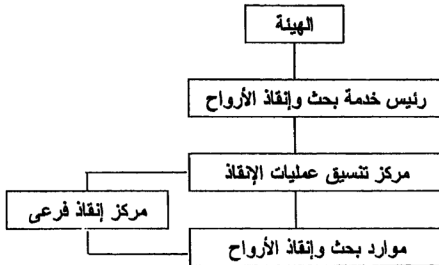 الهيئة
رئيس خدمة بحث وإنقاذ الأرواح
مركز تنسيق عمليات الإنقاذ
مركز إنقاذ فرعى
موارد بحث وإنقاذ الأرواح